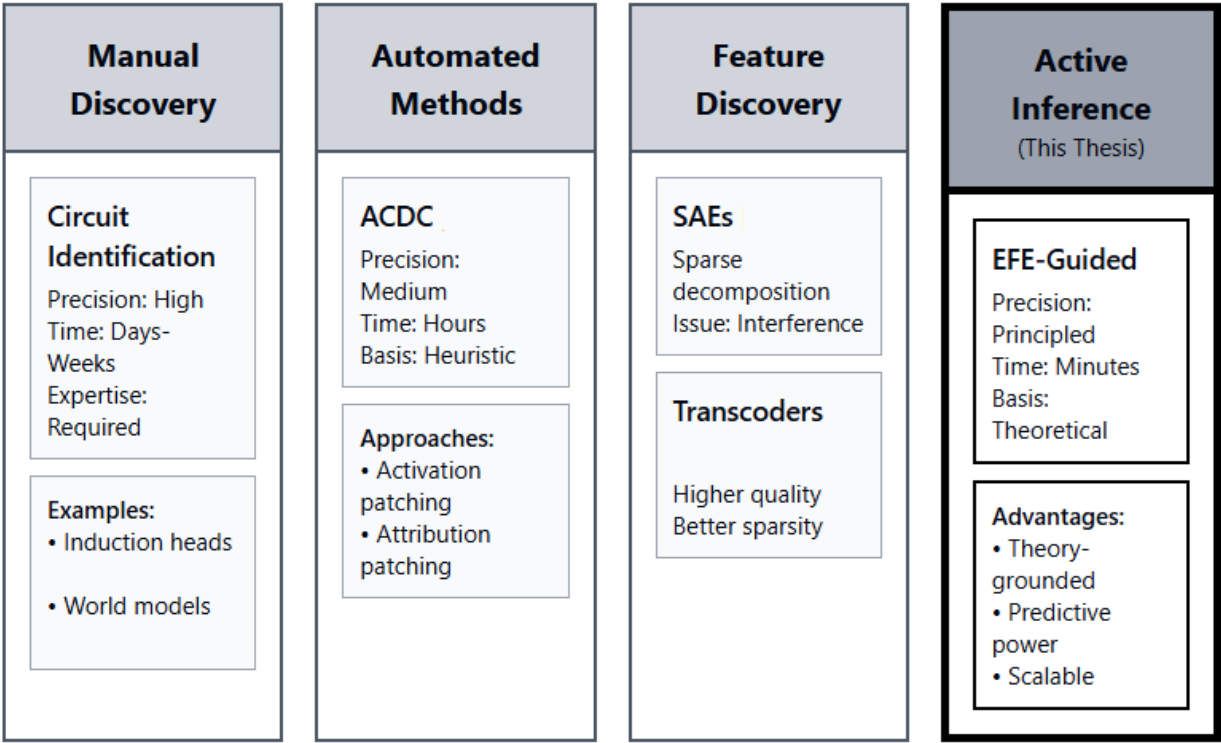 Manual
Discovery
Circuit
Identification
Precision: High
Time: Days-
Weeks
Expertise:
Required
Examples:
• Induction heads
• World models
Automated
Methods
ACDC
Precision:
Medium
Time: Hours
Basis: Heuristic
Approaches:
• Activation
patching
• Attribution
patching
Feature
Discovery
SAEs
Sparse
decomposition
Issue: Interference
Transcoders
Higher quality
Better sparsity
Active
Inference
(This Thesis)
EFE-Guided
Precision:
Principled
Time: Minutes
Basis:
Theoretical
Advantages:
• Theory-
grounded
• Predictive
power
• Scalable